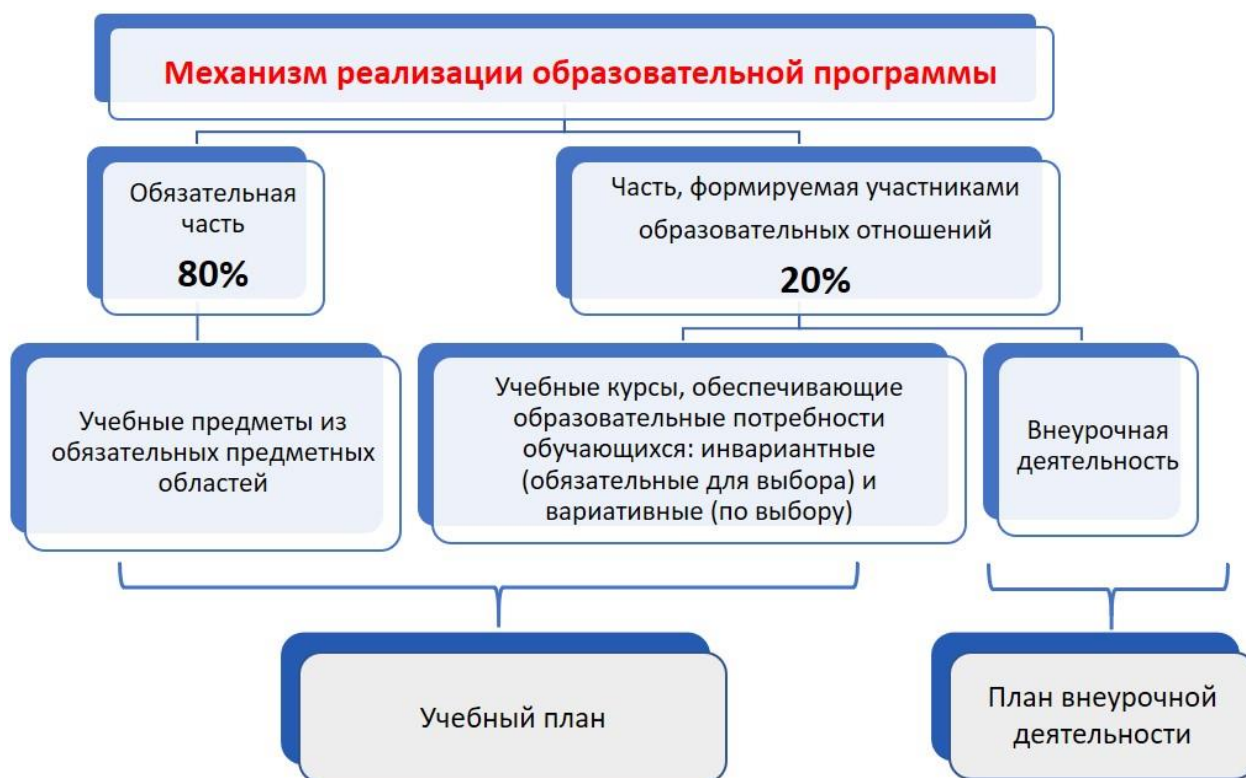 Механизм реализации образовательной программы
Обязательная
часть
80%
Часть, формируемая участниками
образовательных отношений
20%
Учебные предметы из
обязательных предметных
областей
Учебные курсы, обеспечивающие
образовательные потребности
обучающихся: инвариантные
(обязательные для выбора) и
вариативные (по выбору)
Внеурочная
деятельность
Учебный план
План внеурочной
деятельности